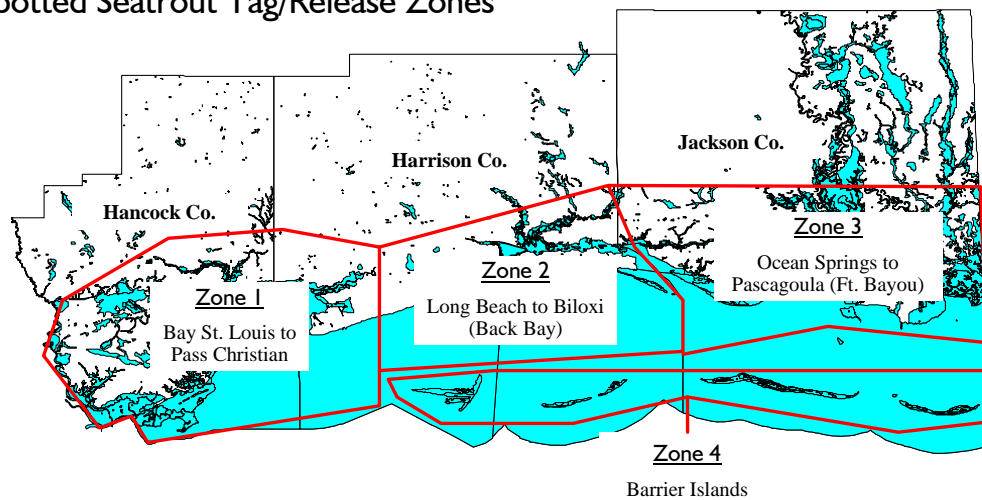 Seatrout Tag/Release Zones
Jackson Co.
Harrison Co.
Hancock Co.
Zone 3
Ocean Springs to
Pascagoula (Ft. Bayou)
Zone 2
Long Beach to Biloxi
(Back Bay)
Zone 1
Bay St. Louis to
Pass Christian
Zone 4
Barrier Islands